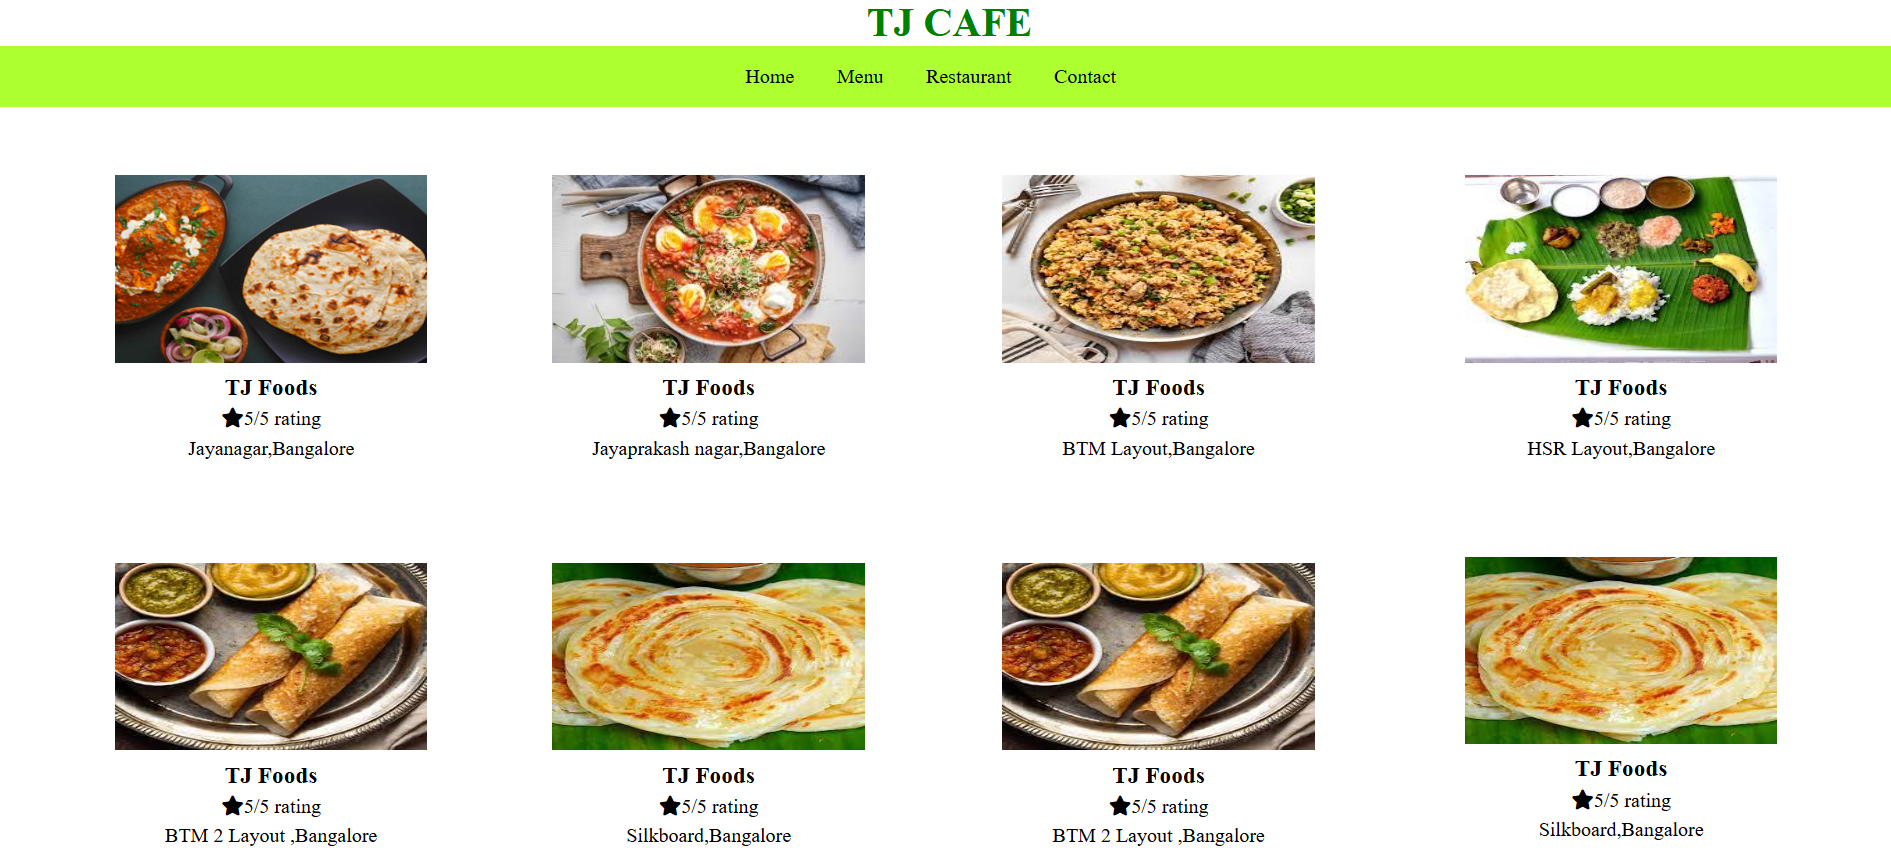 TJ CAFE
Home Menu Restaurant Contact
TJ Foods
5/5 rating
Jayanagar,Bangalore
TJ Foods
5/5 rating
Jayaprakash nagar,Bangalore
TJ Foods
5/5 rating
BTM Layout,Bangalore
TJ Foods
5/5 rating
HSR Layout,Bangalore
TJ Foods
5/5 rating
BTM 2 Layout ,Bangalore
TJ Foods
5/5 rating
Silkboard,Bangalore
TJ Foods
5/5 rating
BTM 2 Layout ,Bangalore
TJ Foods
5/5 rating
Silkboard,Bangalore